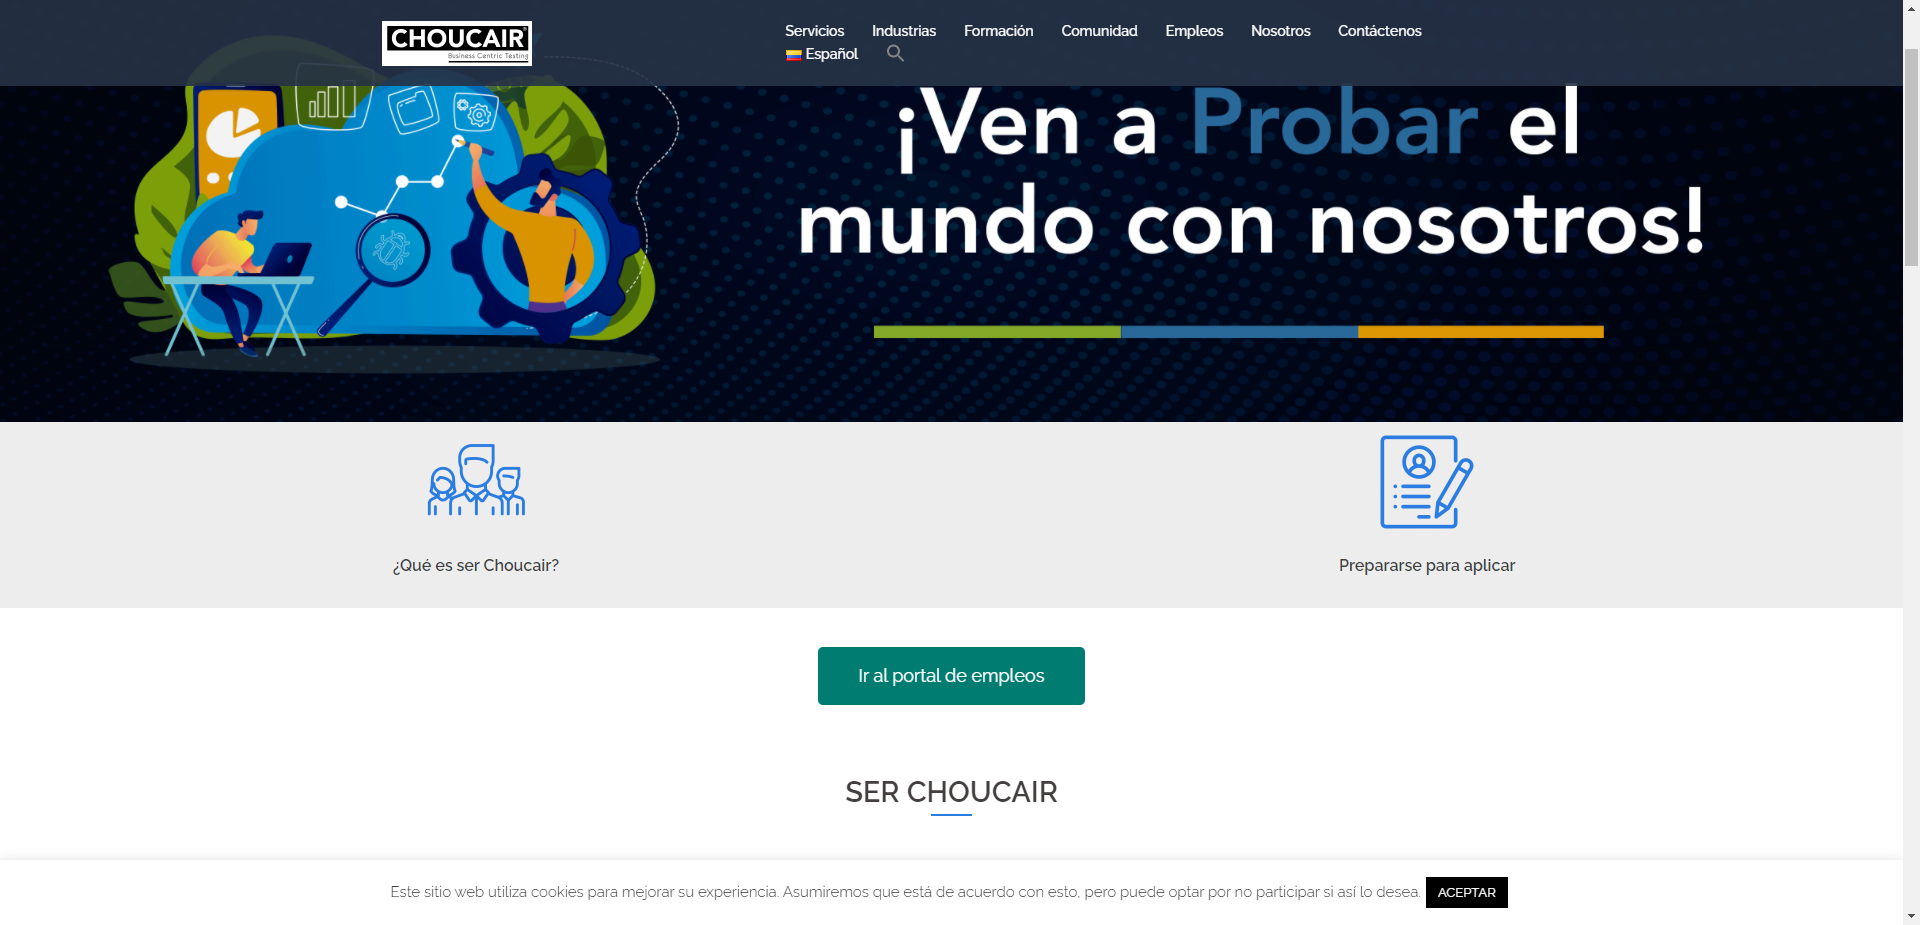 CHOUCAIR
Business Centric Testing
Servicios Industrias Formación Comunidad Empleos Nosotros Contáctenos
Español
¡Ven a Probar el
mundo con nosotros!
¿Qué es ser Choucair?
Prepararse para aplicar
Ir al portal de empleos
SER CHOUCAIR
Este sitio web utiliza cookies para mejorar su experiencia. Asumiremos que está de acuerdo con esto, pero puede optar por no participar si así lo desea. ACEPTAR